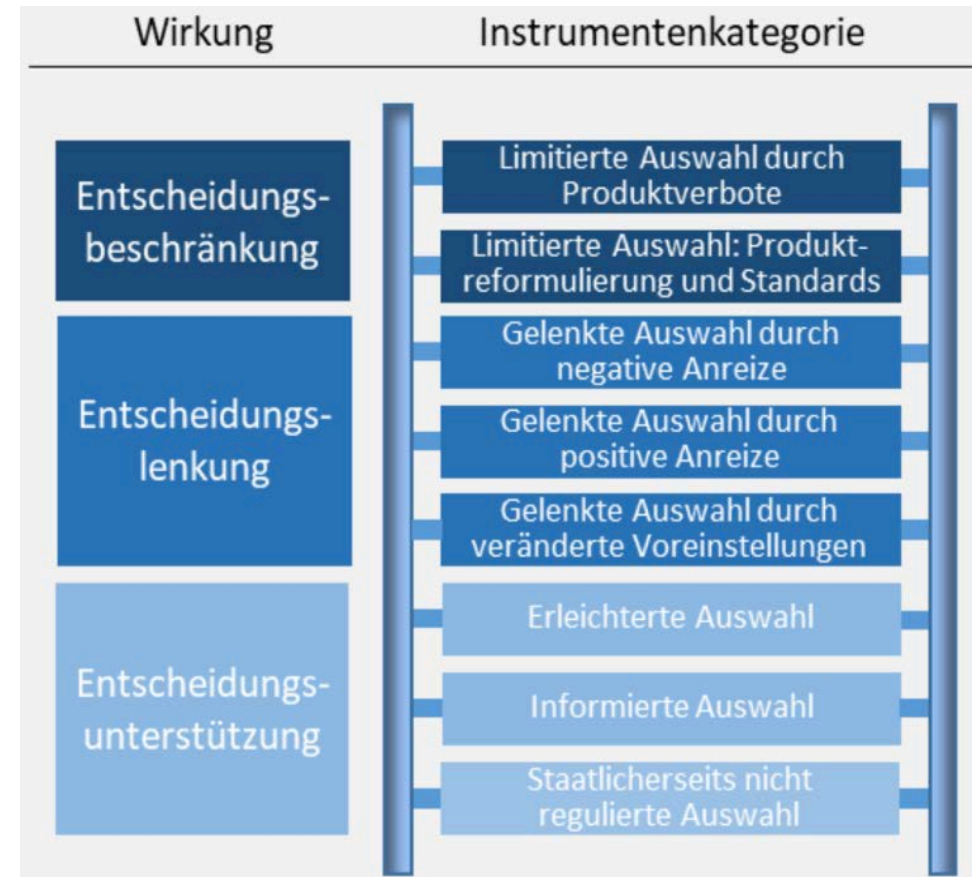 Wirkung
Instrumentenkategorie
Entscheidungs-
beschränkung
Limitierte Auswahl durch
Produktverbote
Limitierte Auswahl: Produkt-
reformulierung und Standards
Entscheidungs-
lenkung
Gelenkte Auswahl durch
negative Anreize
Gelenkte Auswahl durch
positive Anreize
Gelenkte Auswahl durch
veränderte Voreinstellungen
Entscheidungs-
unterstützung
Erleichterte Auswahl
Informierte Auswahl
Staatlicherseits nicht
regulierte Auswahl